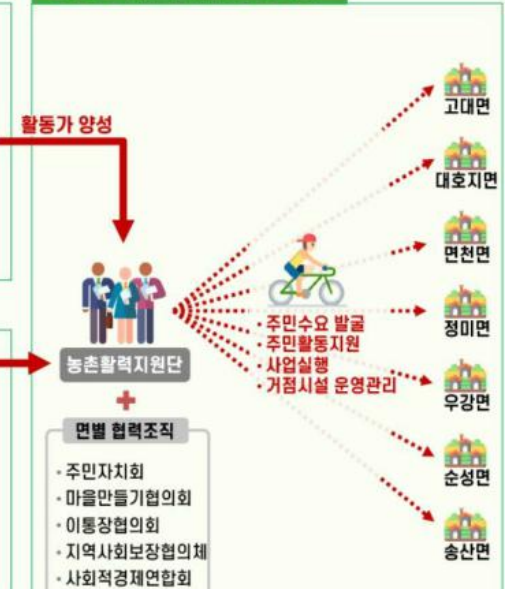 활동가 양성
고대면
대호지면
면천면
정미면
우강면
순성면
송산면
· 주민수요 발굴
· 주민활동지원
· 사업실행
· 거점시설 운영관리
농촌활력지원단
+
면별 협력조직
· 주민자치회
· 마을만들기협의회
· 이통장협의회
· 지역사회보장협의체
· 사회적경제연합회